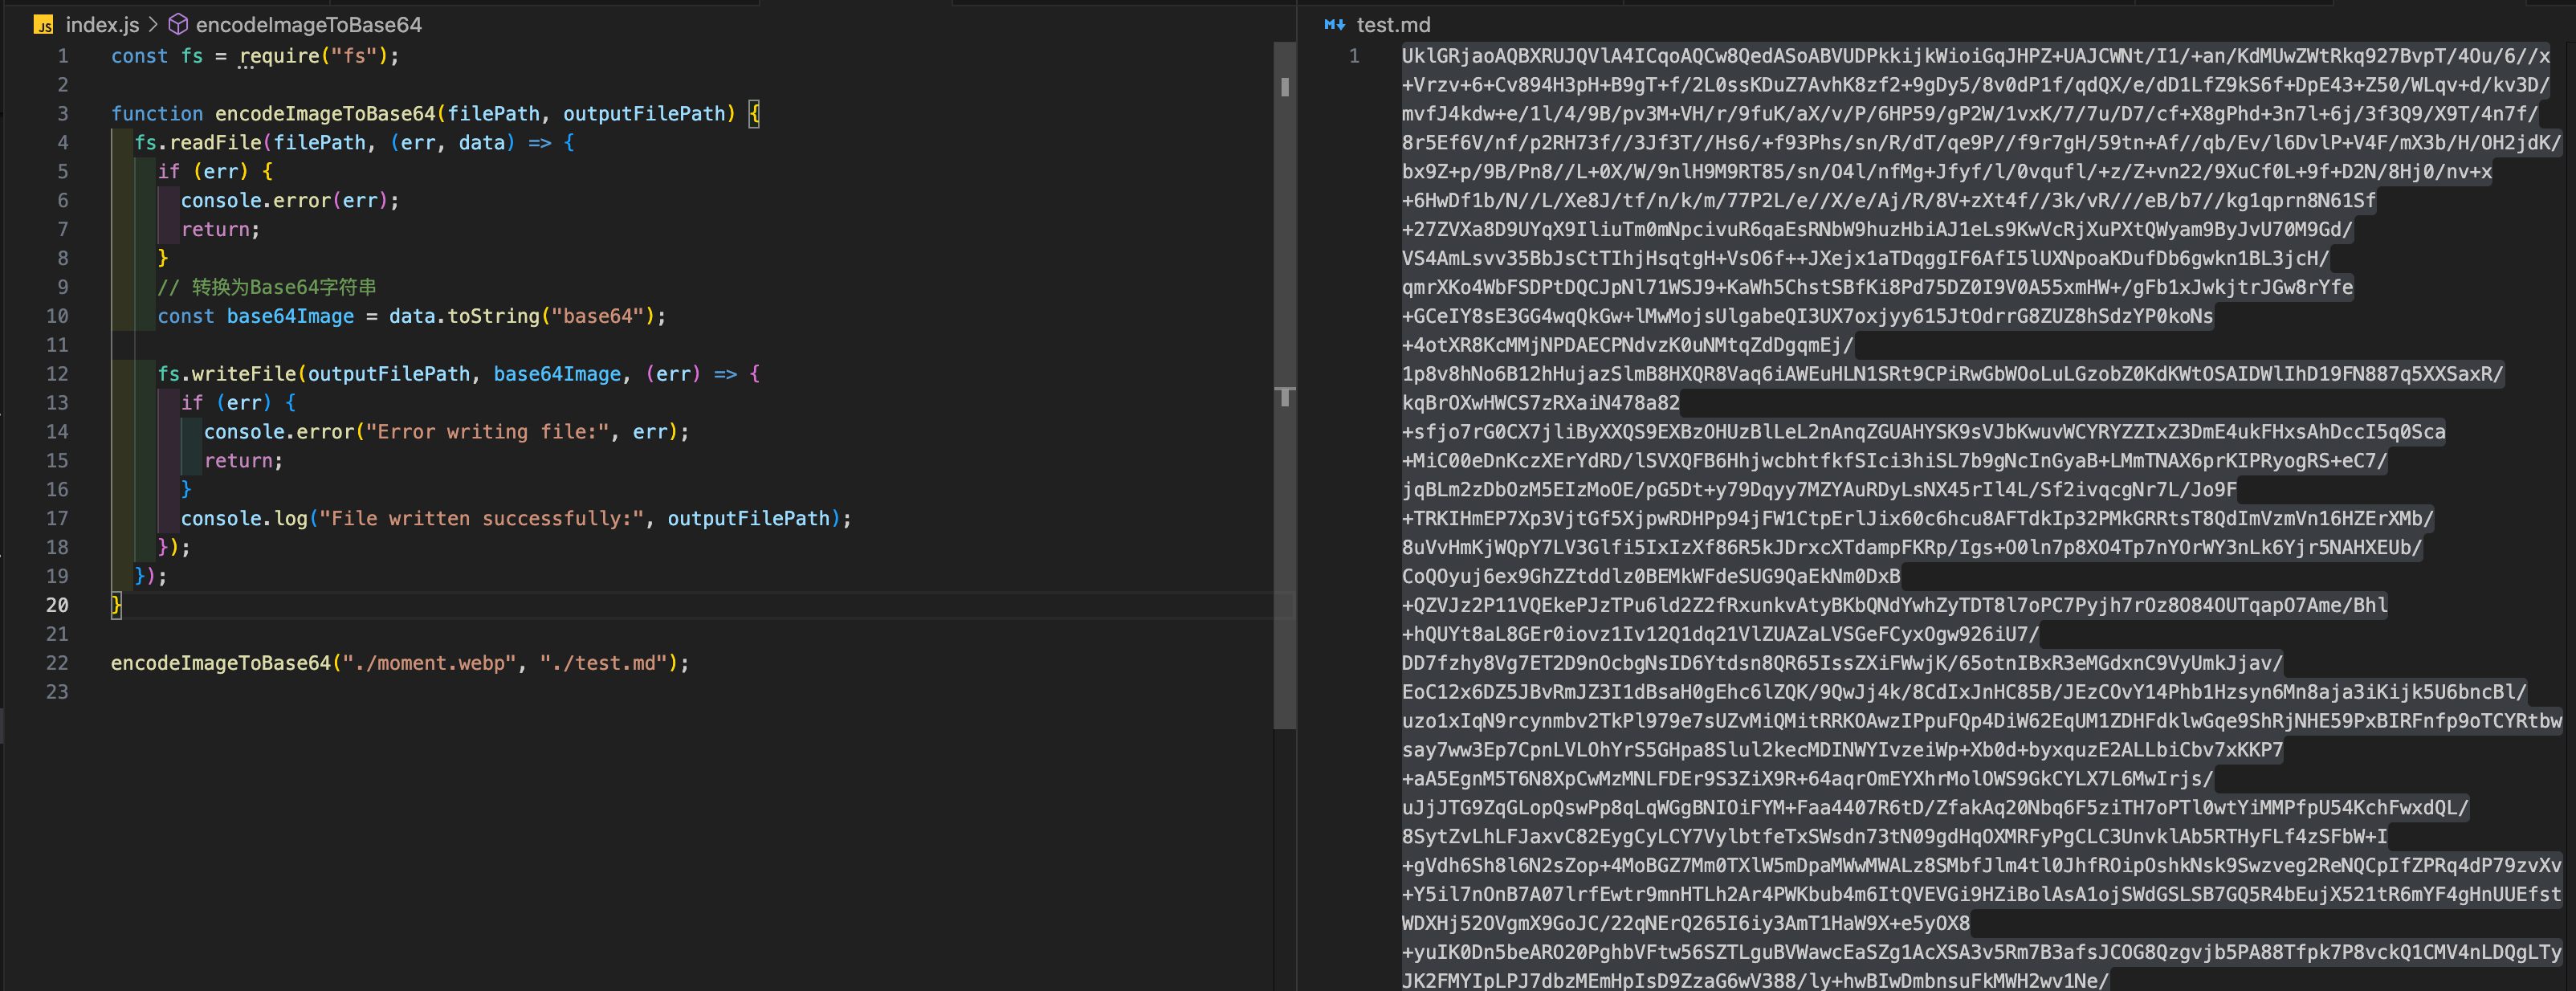 index.js > encodeImageToBase64
1 const fs = require("fs");
2
3 function encodeImageToBase64(filePath, outputFilePath) {
4 fs.readFile(filePath, (err, data) => {
5 if (err) {
6 console.error(err);
7 return;
8 }
9 // 转换为Base64字符串
10 const base64Image = data.toString("base64");
11
12 fs.writeFile(outputFilePath, base64Image, (err) => {
13 if (err) {
14 console.error("Error writing file:", err);
15 return;
16 }
17 console.log("File written successfully:", outputFilePath);
18 });
19 });
20 }
21
22 encodeImageToBase64("./moment.webp", "./test.md");
23
test.md
1 UklGRjaoAQBXRUJQVlA4ICqoAQCw8QedASoABVUDPkkijkWioiGqJHPZ+UAJCWNt/I1/+an/KdMUwZWtRkq927BvpT/4Ou/6//x
+Vrzv+6+Cv894H3pH+B9gT+f/2L0ssKDuZ7AvhK8zf2+9gDy5/8v0dP1f/qdQX/e/dD1LfZ9kS6f+DpE43+Z50/WLqv+d/kv3D/
mvfJ4kdw+e/1l/4/9B/pv3M+VH/r/9fuK/aX/v/P/6HP59/gP2W/1vxK/7/7u/D7/cf+X8gPhd+3n7l+6j/3f3Q9/X9T/4n7f/
8r5Ef6V/nf/p2RH73f//3Jf3T//Hs6/+f93Phs/sn/R/dT/qe9P//f9r7gH/59tn+Af//qb/Ev/l6DvlP+V4F/mX3b/H/OH2jdK/
bx9Z+p/9B/Pn8//L+0X/W/9nlH9M9RT85/sn/O4l/nfMg+Jfyf/l/0vqufl/+z/Z+vn22/9XuCf0L+9f+D2N/8Hj0/nv+x
+6HwDf1b/N//L/Xe8J/tf/n/k/m/77P2L/e//X/e/Aj/R/8V+zXt4f//3k/vR///eB/b7//kg1qprn8N61Sf
+27ZVXa8D9UYqX9IliuTm0mNpcivuR6qaEsRNbW9huzHbiAJ1eLs9KwVcRjXuPXtQWyam9ByJvU70M9Gd/
VS4AmLsvv35BbJsCtTIhjHsqtgH+VsO6f++JXejx1aTDqggIF6AfI5lUXNpoaKDufDb6gwkn1BL3jcH/
qmrXKo4WbFSDPtDQCJpNl71WSJ9+KaWh5ChstSBfKi8Pd75DZ0I9V0A55xmHW+/gFb1xJwkjtrJGw8rYfe
+GCeIY8sE3GG4wqQkGw+lMwMojsUlgabeQI3UX7oxjyy615JtOdrrG8ZUZ8hSdzYP0koNs
+4otXR8KcMMjNPDAECPNdvzK0uNMtqZdDgqmEj/
1p8v8hNo6B12hHujazSlmB8HXQR8Vaq6iAWEuHLN1SRt9CPiRwGbWOoLuLGzobZ0KdKWtOSAIDWlIhD19FN887q5XXSaxR/
kqBrOXwHWCS7zRXaiN478a82
+sfjo7rG0CX7jliByXXQS9EXBzOHUzBlLeL2nAnqZGUAHYSK9sVJbKwuvWCYRYZZIxZ3DmE4ukFHxsAhDccI5q0Sca
+MiC00eDnKczXErYdRD/lSVXQFB6HhjwcbhtfkfSIci3hiSL7b9gNcInGyaB+LMmTNAX6prKIPRyogRS+eC7/
jqBLm2zDbOzM5EIzMoOE/pG5Dt+y79Dqyy7MZYAuRDyLsNX45rIl4L/Sf2ivqcgNr7L/Jo9F
+TRKIHmEP7Xp3VjtGf5XjpwRDHPp94jFW1CtpErlJix60c6hcu8AFTdkIp32PMkGRRtsT8QdImVzmVn16HZErXMb/
8uVvHmKjWQpY7LV3Glfi5IxIzXf86R5kJDrxcXTdampFKRp/Igs+O0ln7p8XO4Tp7nYOrWY3nLk6Yjr5NAHXEUb/
CoQOyuj6ex9GhZZtddlz0BEMkWFdeSUG9QaEkNm0DxB
+QZVJz2P11VQEkePJzTPu6ld2Z2fRxunkvAtyBKbQNdYwhZyTDT8l7oPC7Pyjh7rOz8O84OUTqapO7Ame/Bhl
+hQUYt8aL8GEr0iovz1Iv12Q1dq21VlZUAZaLVSGeFCyxOgw926iU7/
DD7fzhy8Vg7ET2D9nOcbgNsID6Ytdsn8QR65IssZXiFWwjK/65otnIBxR3eMGdxnC9VyUmkJjav/
EoC12x6DZ5JBvRmJZ3I1dBsaH0gEhc6lZQK/9QwJj4k/8CdIxJnHC85B/JEzCOvY14Phb1Hzsyn6Mn8aja3iKijk5U6bncBl/
uzo1xIqN9rcynmbv2TkPl979e7sUZvMiQMitRRKOAwzIPpuFQp4DiW62EqUM1ZDHFdklwGqe9ShRjNHE59PxBIRFnfp9oTCYRtbw
say7ww3Ep7CpnLVLOhYrS5GHpa8Slul2kecMDINWYIvzeiWp+Xb0d+byxquzE2ALLbiCbv7xKKP7
+aA5EgnM5T6N8XpCwMzMNLFDEr9S3ZiX9R+64aqrOmEYXhrMolOWS9GkCYLX7L6MwIrjs/
uJjJTG9ZqGLopQswPp8qLqWGgBNIOiFYM+Faa4407R6tD/ZfakAq20Nbq6F5ziTH7oPTl0wtYiMMPfpU54KchFwxdQL/
8SytZvLhLFJaxvC82EygCyLCY7VylbtfeTxSWsdn73tN09gdHqOXMRFyPgCLC3UnvklAb5RTHyFLf4zSFbW+I
+gVdh6Sh8l6N2sZop+4MoBGZ7Mm0TXlW5mDpaMWwMWALz8SMbfJlm4tl0JhfROipOshkNsk9Swzveg2ReNQCpIfZPRq4dP79zvXv
+Y5il7nOnB7A07lrfEwtr9mnHTLh2Ar4PWKbub4m6ItQVEVGi9HZiBolAsA1ojSWdGSLSB7GQ5R4bEujX521tR6mYF4gHnUUEfst
WDXHj52OVgmX9GoJC/22qNErQ265I6iy3AmT1HaW9X+e5yOX8
+yuIK0Dn5beARO20PghbVFtw56SZTLguBVWawcEaSZg1AcXSA3v5Rm7B3afsJCOG8Qzgvjb5PA88Tfpk7P8vckQ1CMV4nLDQgLTy
JK2FMYIpLPJ7dbzMEmHpIsD9ZzaG6wV388/ly+hwBIwDmbnsuFkMWH2wv1Ne/